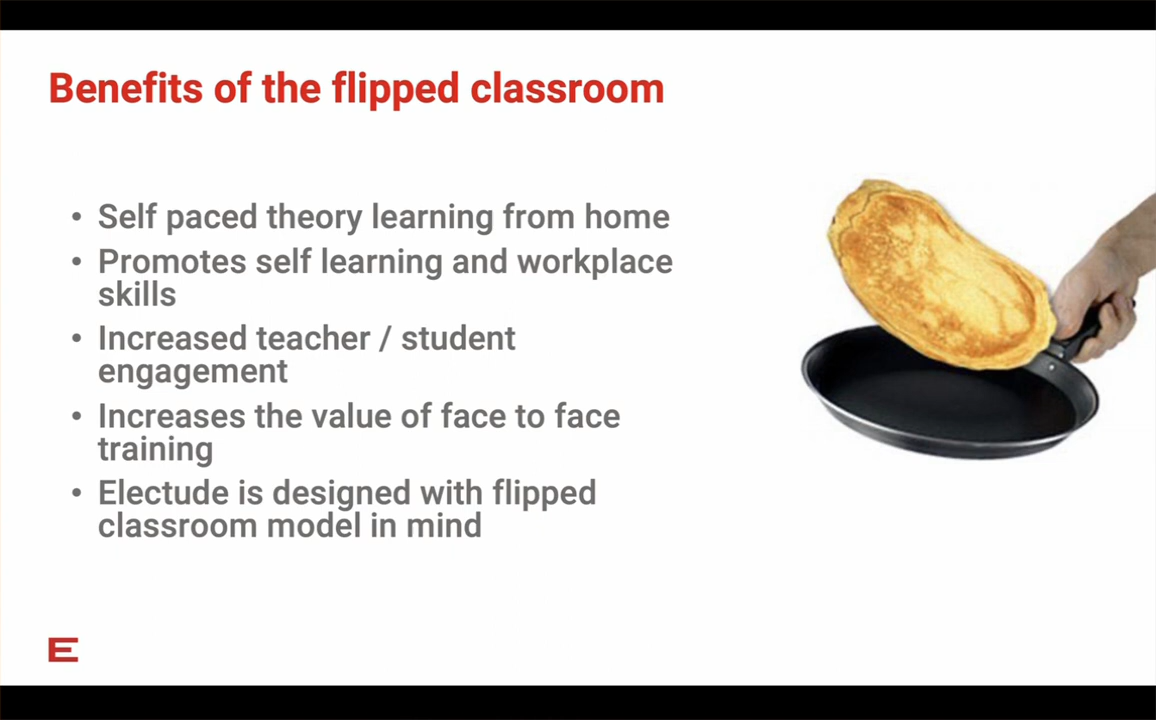 Benefits of the flipped classroom
• Self paced theory learning from home
• Promotes self learning and workplace
skills
• Increased teacher / student
engagement
• Increases the value of face to face
training
• Electude is designed with flipped
classroom model in mind
E